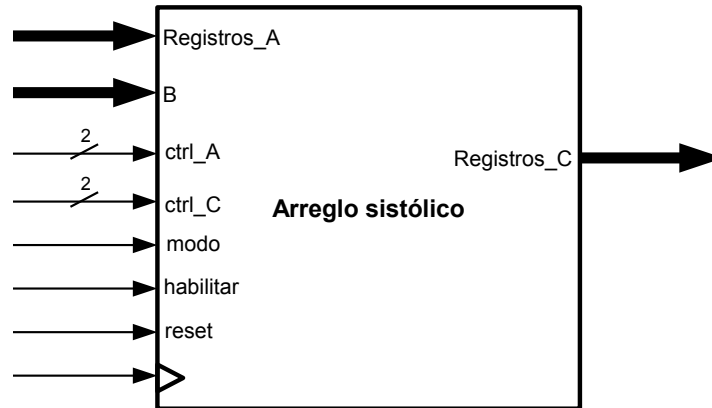 Registros_A
B
2
ctrl_A
Registros_C
2
ctrl_C
Arreglo sistólico
modo
habilitar
reset